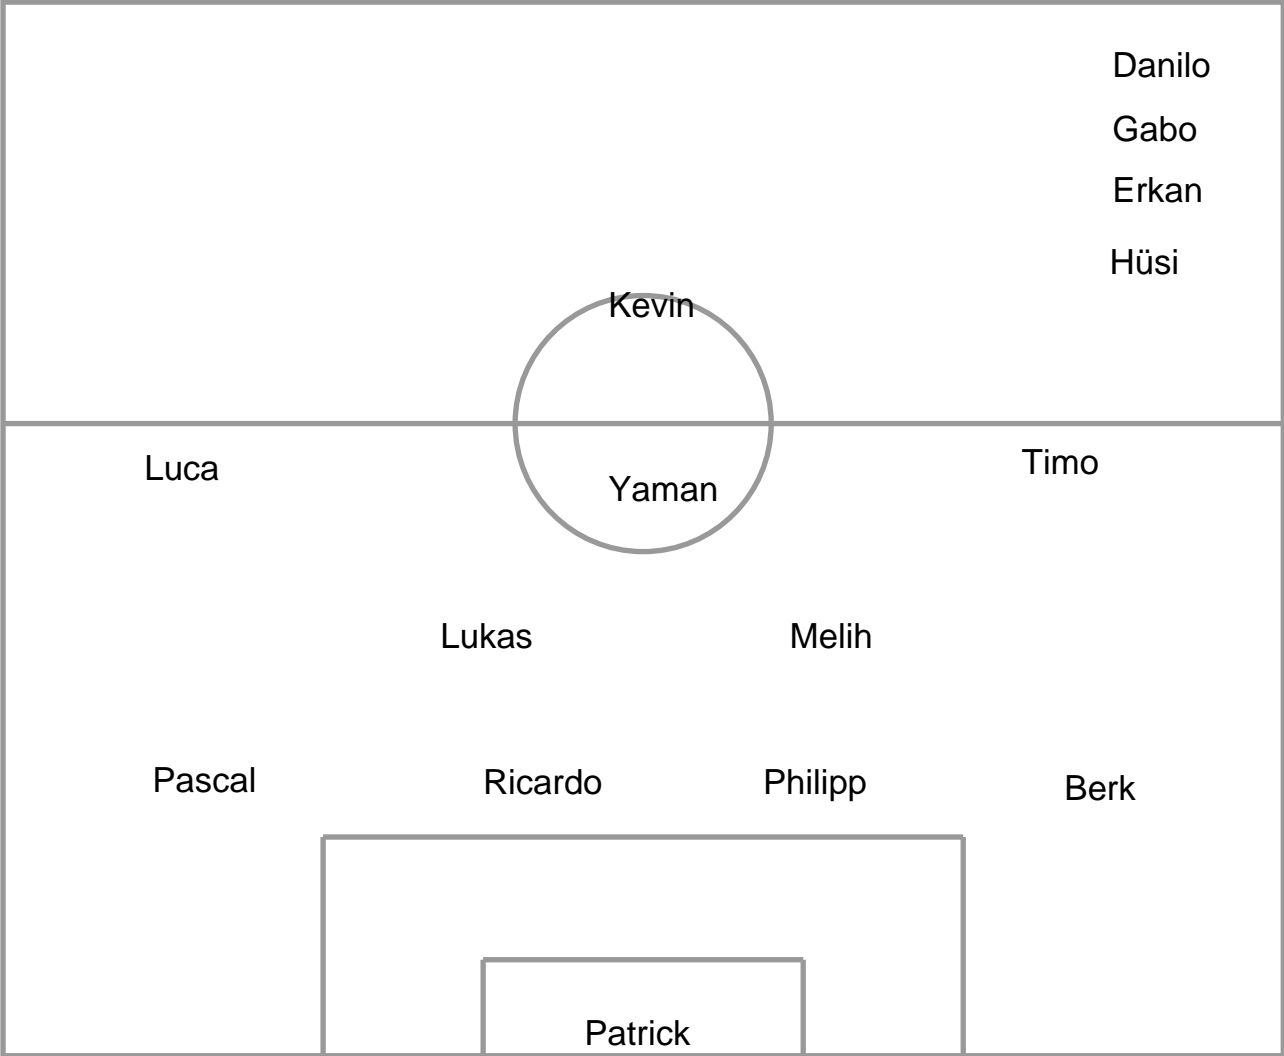 Danilo
Gabo
Erkan
Hüsi
Kevin
Luca
Yaman
Timo
Lukas
Melih
Pascal
Ricardo
Philipp
Berk
Patrick